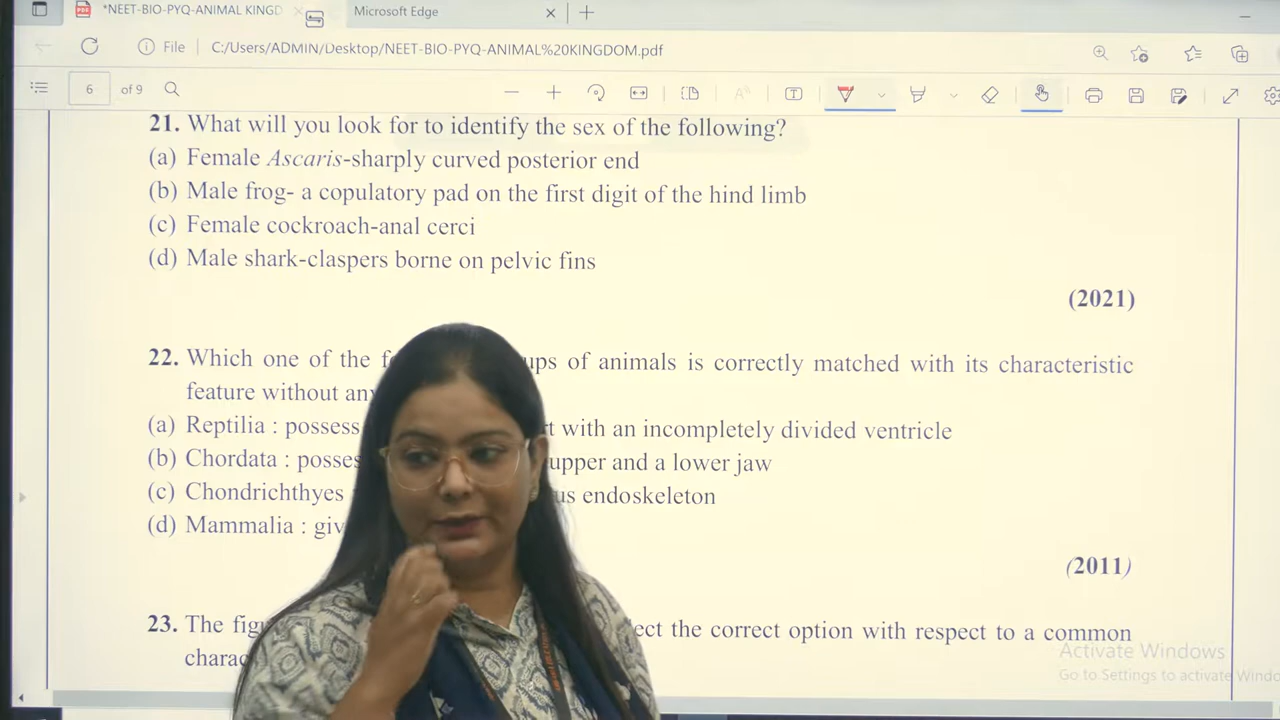 *NEET-BIO-PYQ-ANIMAL KINGD
Microsoft Edge
File
C:/Users/ADMIN/Desktop/NEET-BIO-PYQ-ANIMAL%20KINGDOM.pdf
6 of 9
21. What will you look for to identify the sex of the following?
(a) Female Ascaris-sharply curved posterior end
(b) Male frog- a copulatory pad on the first digit of the hind limb
(c) Female cockroach-anal cerci
(d) Male shark-claspers borne on pelvic fins
(2021)
22. Which one of the ups of animals is correctly matched with its characteristic
feature without any
(a) Reptilia : possess t with an incompletely divided ventricle
(b) Chordata : posses upper and a lower jaw
(c) Chondrichthyes us endoskeleton
(d) Mammalia : giv
(2011)
23. The fig ect the correct option with respect to a common
charac
Activate Windows
Go to Settings to activate Windo